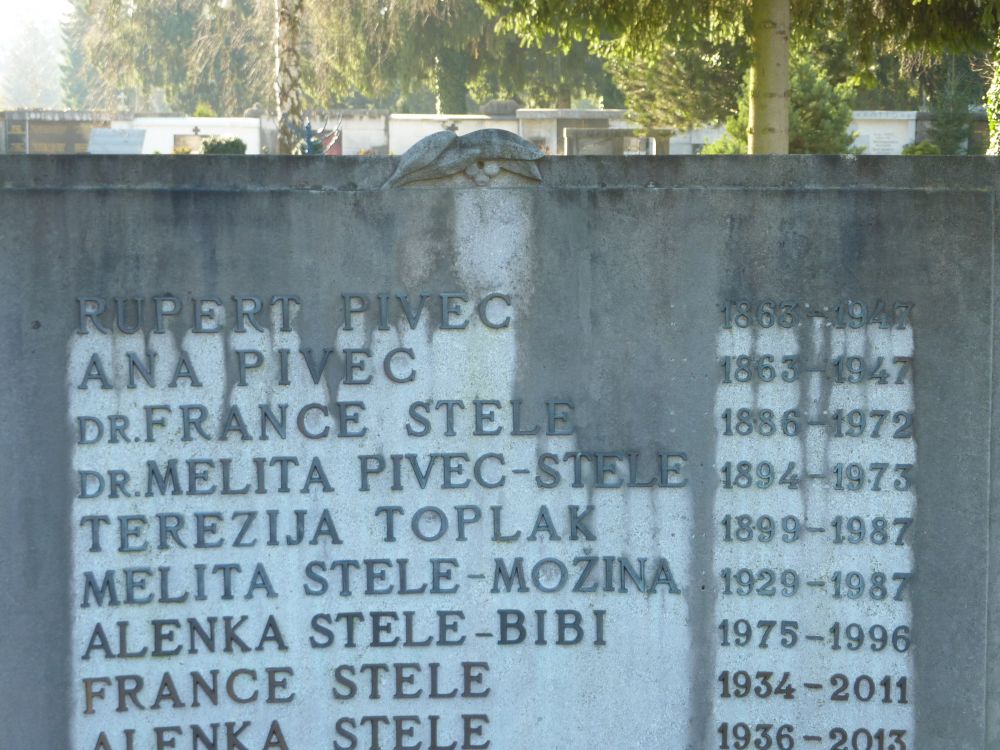 RUPERT PIVEC 1863-1947
ANA PIVEC 1863-1947
DR.FRANCE STELE 1886-1972
DR.MELITA PIVEC-STELE 1894-1973
TEREZIJA TOPLAK 1899-1987
MELITA STELE-MOŽINA 1929-1987
ALENKA STELE-BIBI 1975-1996
FRANCE STELE 1934-2011
ALENKA STELE 1936-2013